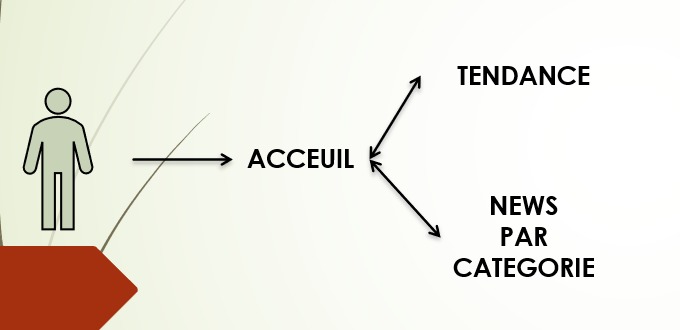 TENDANCE
ACCEUIL
NEWS
PAR
CATEGORIE